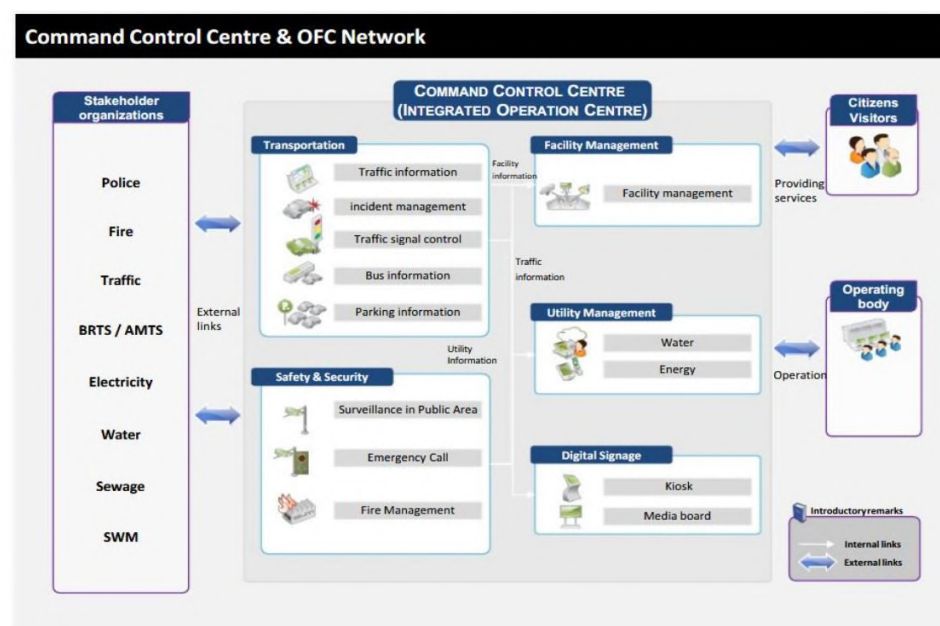 Command Control Centre & OFC Network
Stakeholder
organizations
Police
Fire
Traffic
BRTS / AMTS
Electricity
Water
Sewage
SWM
External
links
COMMAND CONTROL CENTRE
(INTEGRATED OPERATION CENTRE)
Transportation
Traffic information
incident management
Traffic signal control
Bus information
Parking information
Safety & Security
Surveillance in Public Area
Emergency Call
Fire Management
Facility
information
Traffic
information
Utility
Information
Facility Management
Facility management
Utility Management
Water
Energy
Digital Signage
Kiosk
Media board
Providing
services
Operation
Citizens
Visitors
Operating
body
Introductory remarks
Internal links
External links